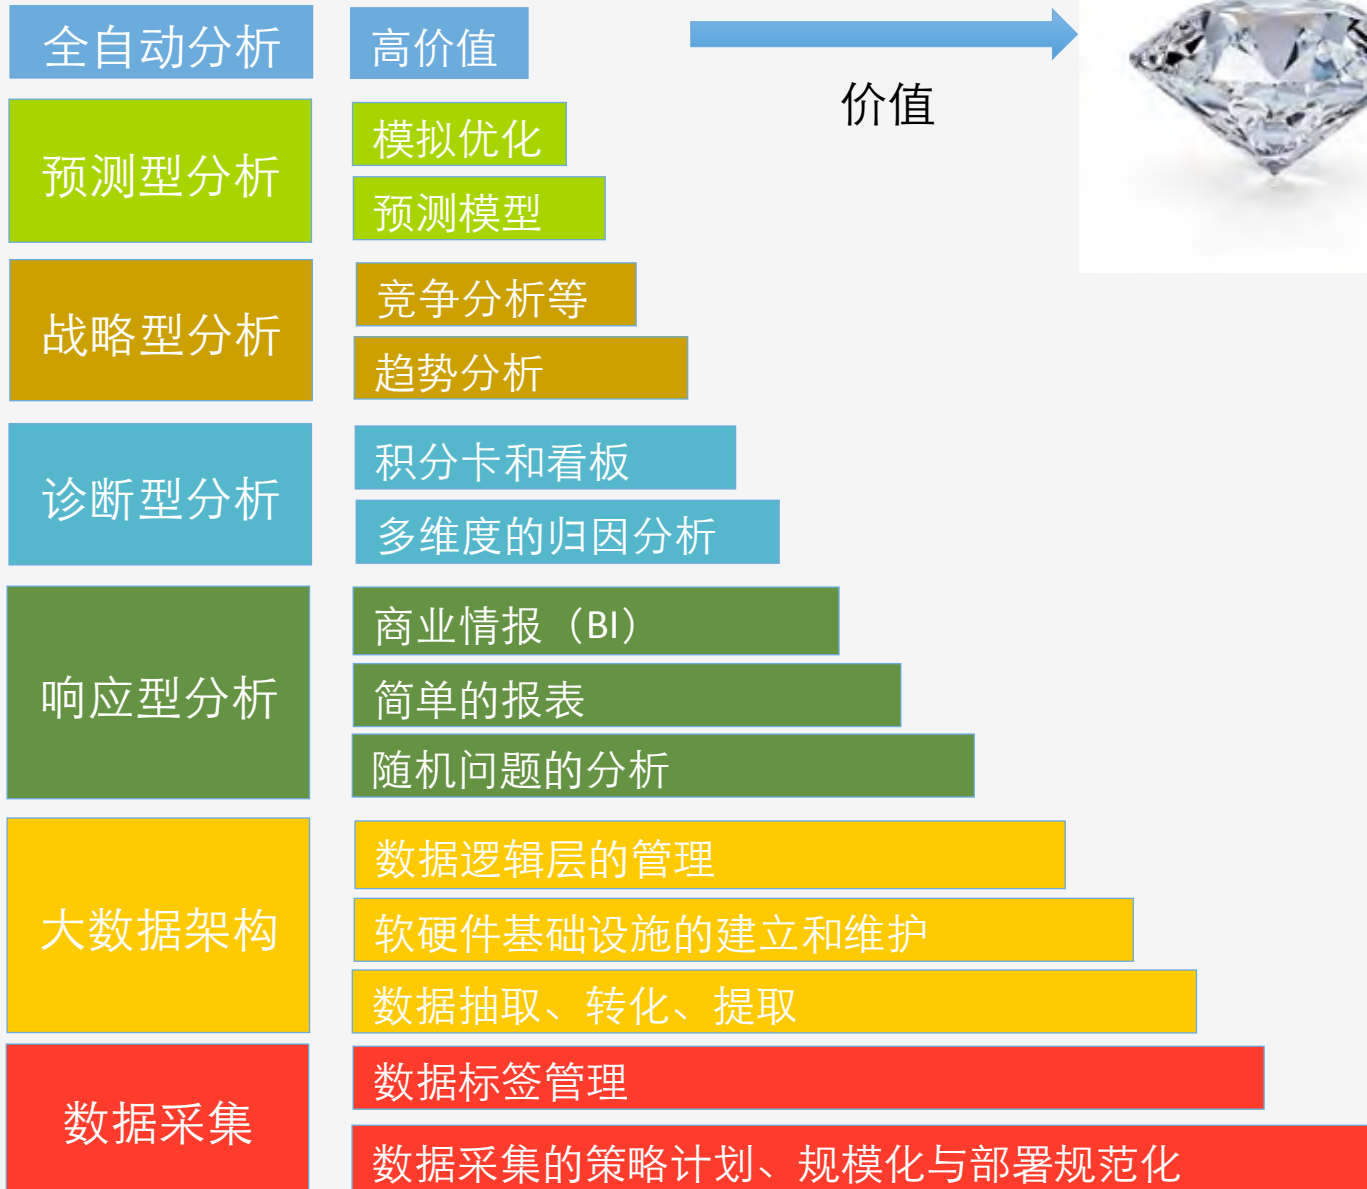 全自动分析
高价值
价值
预测型分析
模拟优化
预测模型
战略型分析
竞争分析等
趋势分析
诊断型分析
积分卡和看板
多维度的归因分析
响应型分析
商业情报（BI）
简单的报表
随机问题的分析
大数据架构
数据逻辑层的管理
软硬件基础设施的建立和维护
数据抽取、转化、提取
数据采集
数据标签管理
数据采集的策略计划、规模化与部署规范化